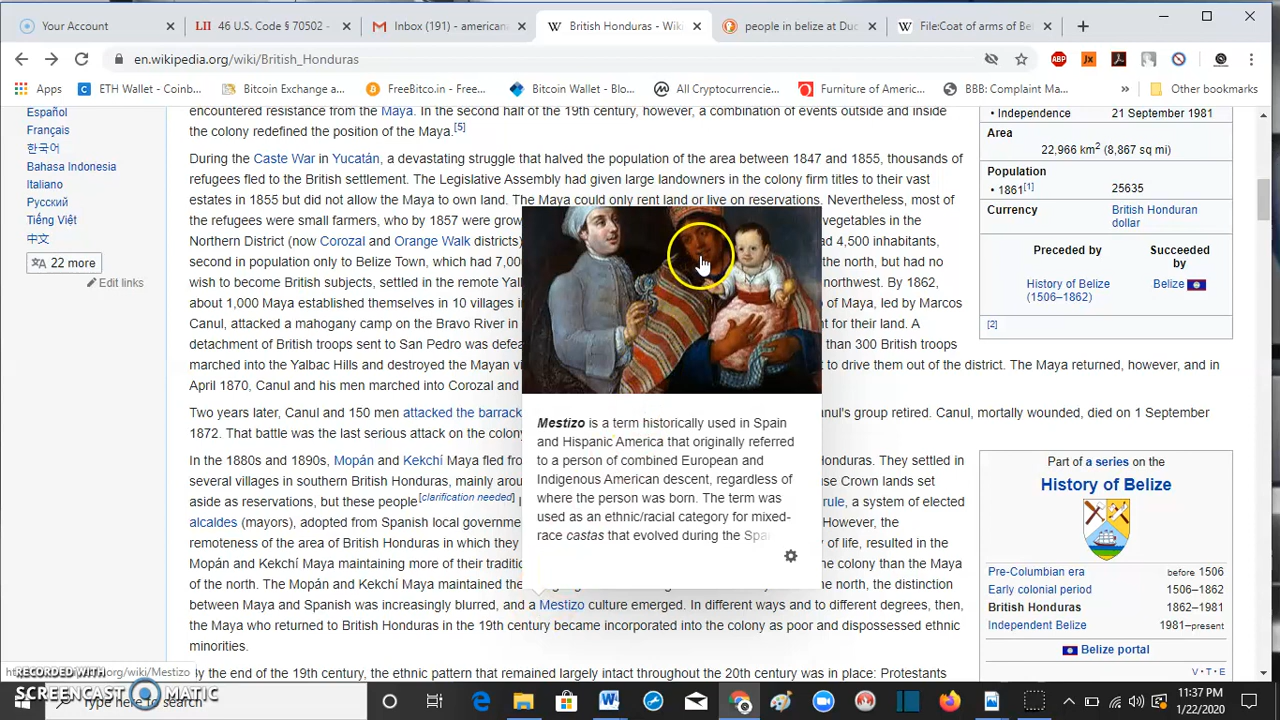 Your Account
LII 46 U.S. Code § 70502 -
Inbox (191) - american
British Honduras - Wiki
people in belize at Duc
File:Coat of arms of Be
en.wikipedia.org/wiki/British_Honduras
Apps
ETH Wallet - Coinb...
Bitcoin Exchange a...
FreeBitco.in - Free...
Bitcoin Wallet - Blo...
All Cryptocurrencie...
Furniture of Americ...
BBB: Complaint Ma...
» Other bookmarks
Español
Français
한국어
Bahasa Indonesia
Italiano
Русский
Tiếng Việt
中文
22 more
Edit links
encountered resistance from the Maya. In the second half of the 19th century, however, a combination of events outside and inside
the colony redefined the position of the Maya.[5]
During the Caste War in Yucatán, a devastating struggle that halved the population of the area between 1847 and 1855, thousands of
refugees fled to the British settlement. The Legislative Assembly had given large landowners in the colony firm titles to their vast
estates in 1855 but did not allow the Maya to own land. The Maya could only rent land or live on reservations. Nevertheless, most of
the refugees were small farmers, who by 1857 were grow vegetables in the
Northern District (now Corozal and Orange Walk districts) ad 4,500 inhabitants,
second in population only to Belize Town, which had 7,00 the north, but had no
wish to become British subjects, settled in the remote Yal northwest. By 1862,
about 1,000 Maya established themselves in 10 villages i of Maya, led by Marcos
Canul, attacked a mahogany camp on the Bravo River in nt for their land. A
detachment of British troops sent to San Pedro was defea than 300 British troops
marched into the Yalbac Hills and destroyed the Mayan vi to drive them out of the district. The Maya returned, however, and in
April 1870, Canul and his men marched into Corozal and
Two years later, Canul and 150 men attacked the barrack nul's group retired. Canul, mortally wounded, died on 1 September
1872. That battle was the last serious attack on the colony
In the 1880s and 1890s, Mopán and Kekchí Maya fled fro Honduras. They settled in
several villages in southern British Honduras, mainly arou use Crown lands set
aside as reservations, but these people[clarification needed] rule, a system of elected
alcaldes (mayors), adopted from Spanish local governme However, the
remoteness of the area of British Honduras in which they of life, resulted in the
Mopán and Kekchí Maya maintaining more of their traditio the colony than the Maya
of the north. The Mopán and Kekchí Maya maintained the the north, the distinction
between Maya and Spanish was increasingly blurred, and a Mestizo culture emerged. In different ways and to different degrees, then,
the Maya who returned to British Honduras in the 19th century became incorporated into the colony as poor and dispossessed ethnic
minorities.
By the end of the 19th century, the ethnic pattern that remained largely intact throughout the 20th century was in place: Protestants
Mestizo is a term historically used in Spain
and Hispanic America that originally referred
to a person of combined European and
Indigenous American descent, regardless of
where the person was born. The term was
used as an ethnic/racial category for mixed-
race castas that evolved during the Spa
• Independence 21 September 1981
Area
22,966 km2 (8,867 sq mi)
Population
• 1861[1] 25635
Currency British Honduran
dollar
Preceded by Succeeded
by
History of Belize
(1506–1862)
Belize
[2]
Part of a series on the
History of Belize
Pre-Columbian era before 1506
Early colonial period 1506–1862
British Honduras 1862–1981
Independent Belize 1981–present
Belize portal
V • T • E
RECORDED WITH
SCREENCAST MATIC
org/wiki/Mestizo
Type here to search
11:37 PM
1/22/2020